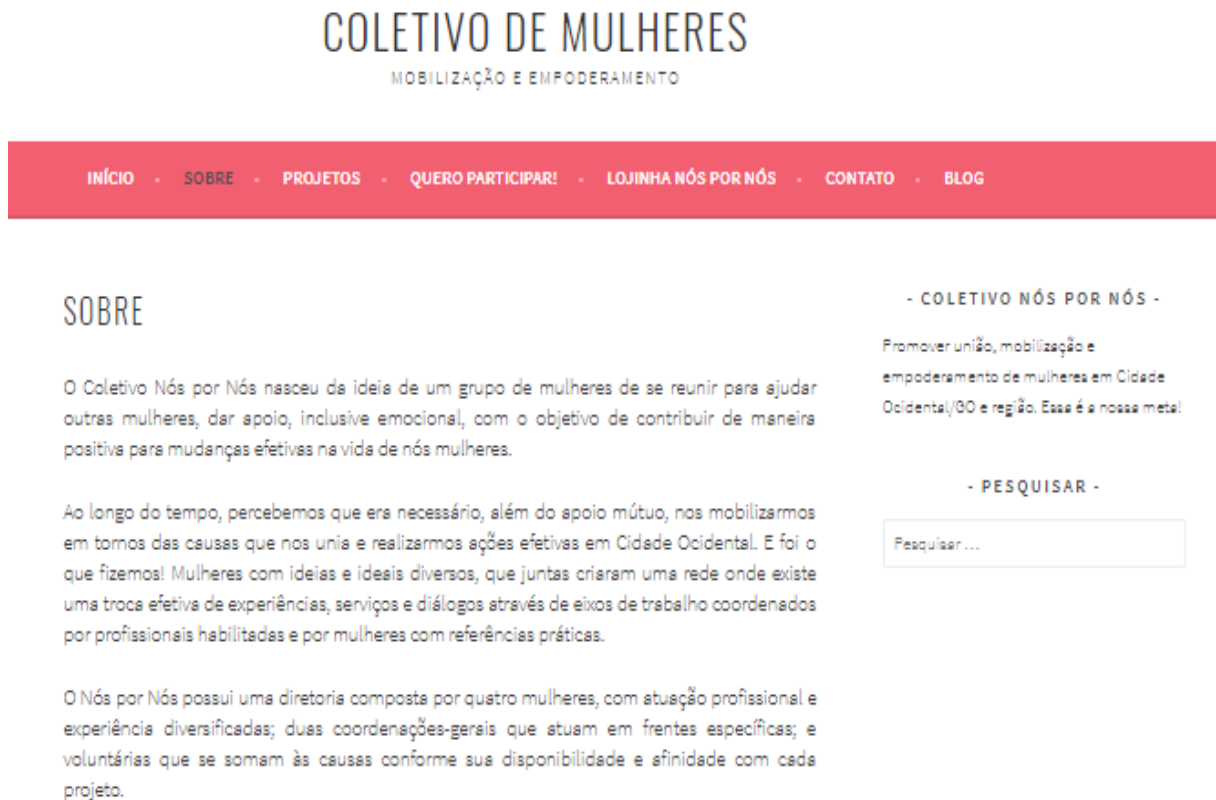 COLETIVO DE MULHERES
MOBILIZAÇÃO E EMPODERAMENTO
INÍCIO - SOBRE - PROJETOS - QUERO PARTICIPAR! - LOJINHA NÓS POR NÓS - CONTATO - BLOG
SOBRE
O Coletivo Nós por Nós nasceu da ideia de um grupo de mulheres de se reunir para ajudar
outras mulheres, dar apoio, inclusive emocional, com o objetivo de contribuir de maneira
positiva para mudanças efetivas na vida de nós mulheres.
Ao longo do tempo, percebemos que era necessário, além do apoio mútuo, nos mobilizarmos
em tornos das causas que nos unia e realizarmos ações efetivas em Cidade Ocidental. E foi o
que fizemos! Mulheres com ideias e ideais diversos, que juntas criaram uma rede onde existe
uma troca efetiva de experiências, serviços e diálogos através de eixos de trabalho coordenados
por profissionais habilitadas e por mulheres com referências práticas.
O Nós por Nós possui uma diretoria composta por quatro mulheres, com atuação profissional e
experiência diversificadas; duas coordenações-gerais que atuam em frentes específicas; e
voluntárias que se somam às causas conforme sua disponibilidade e afinidade com cada
projeto.
- COLETIVO NÓS POR NÓS -
Promover união, mobilização e
empoderamento de mulheres em Cidade
Ocidental/GO e região. Essa é a nossa meta!
- PESQUISAR -
Pesquisar ...